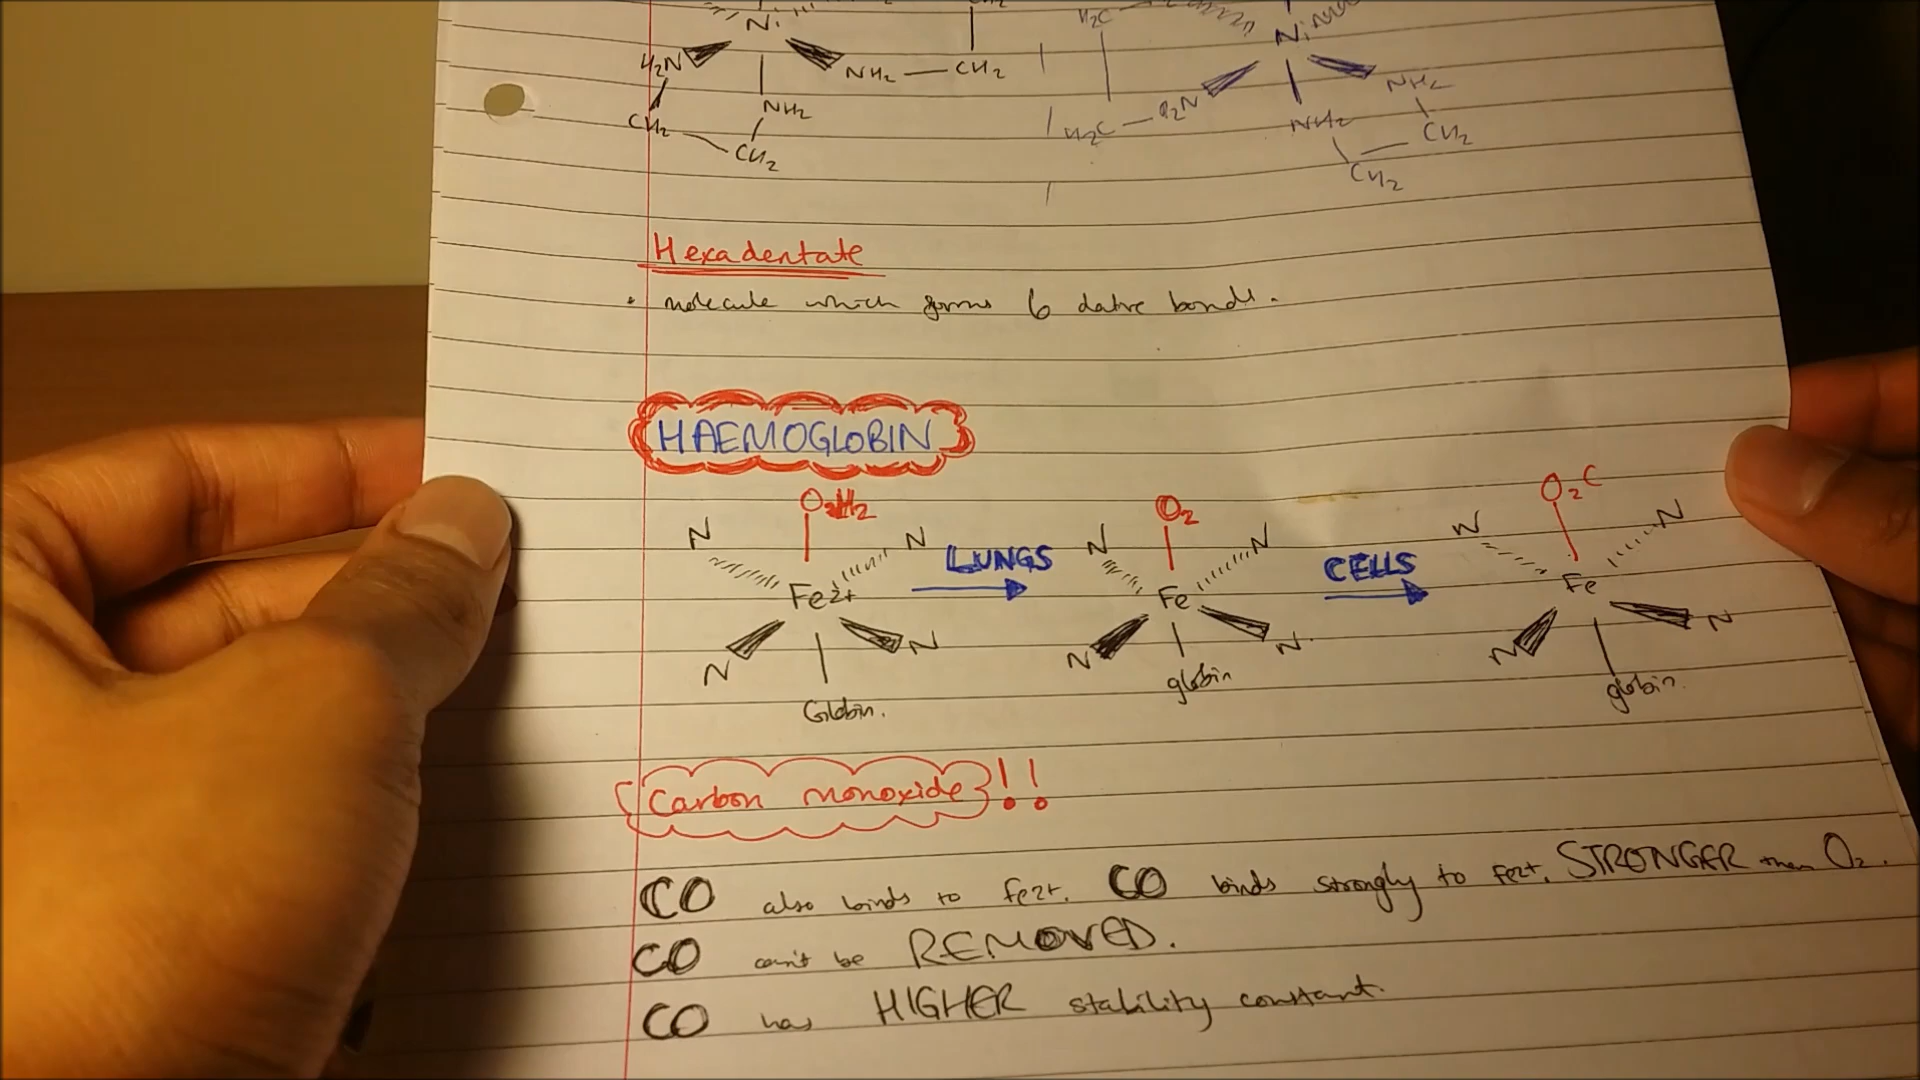 Ni
H2C
Ni
H2N
NH2 — CH2
NH2
CH2
CH2
H2C
NH2
NH2
CH2
CH2
Hexadentate
• molecule which forms 6 dative bonds.
HAEMOGLOBIN
N N Fe2+ N N Globin.
LUNGS
O2
N N Fe N N globin
CELLS
O2C
N N Fe N N globin.
Carbon monoxide!!
CO also binds to Fe2+. CO binds strongly to Fe2+. STRONGER than O2.
CO can't be REMOVED.
CO has HIGHER stability constant.